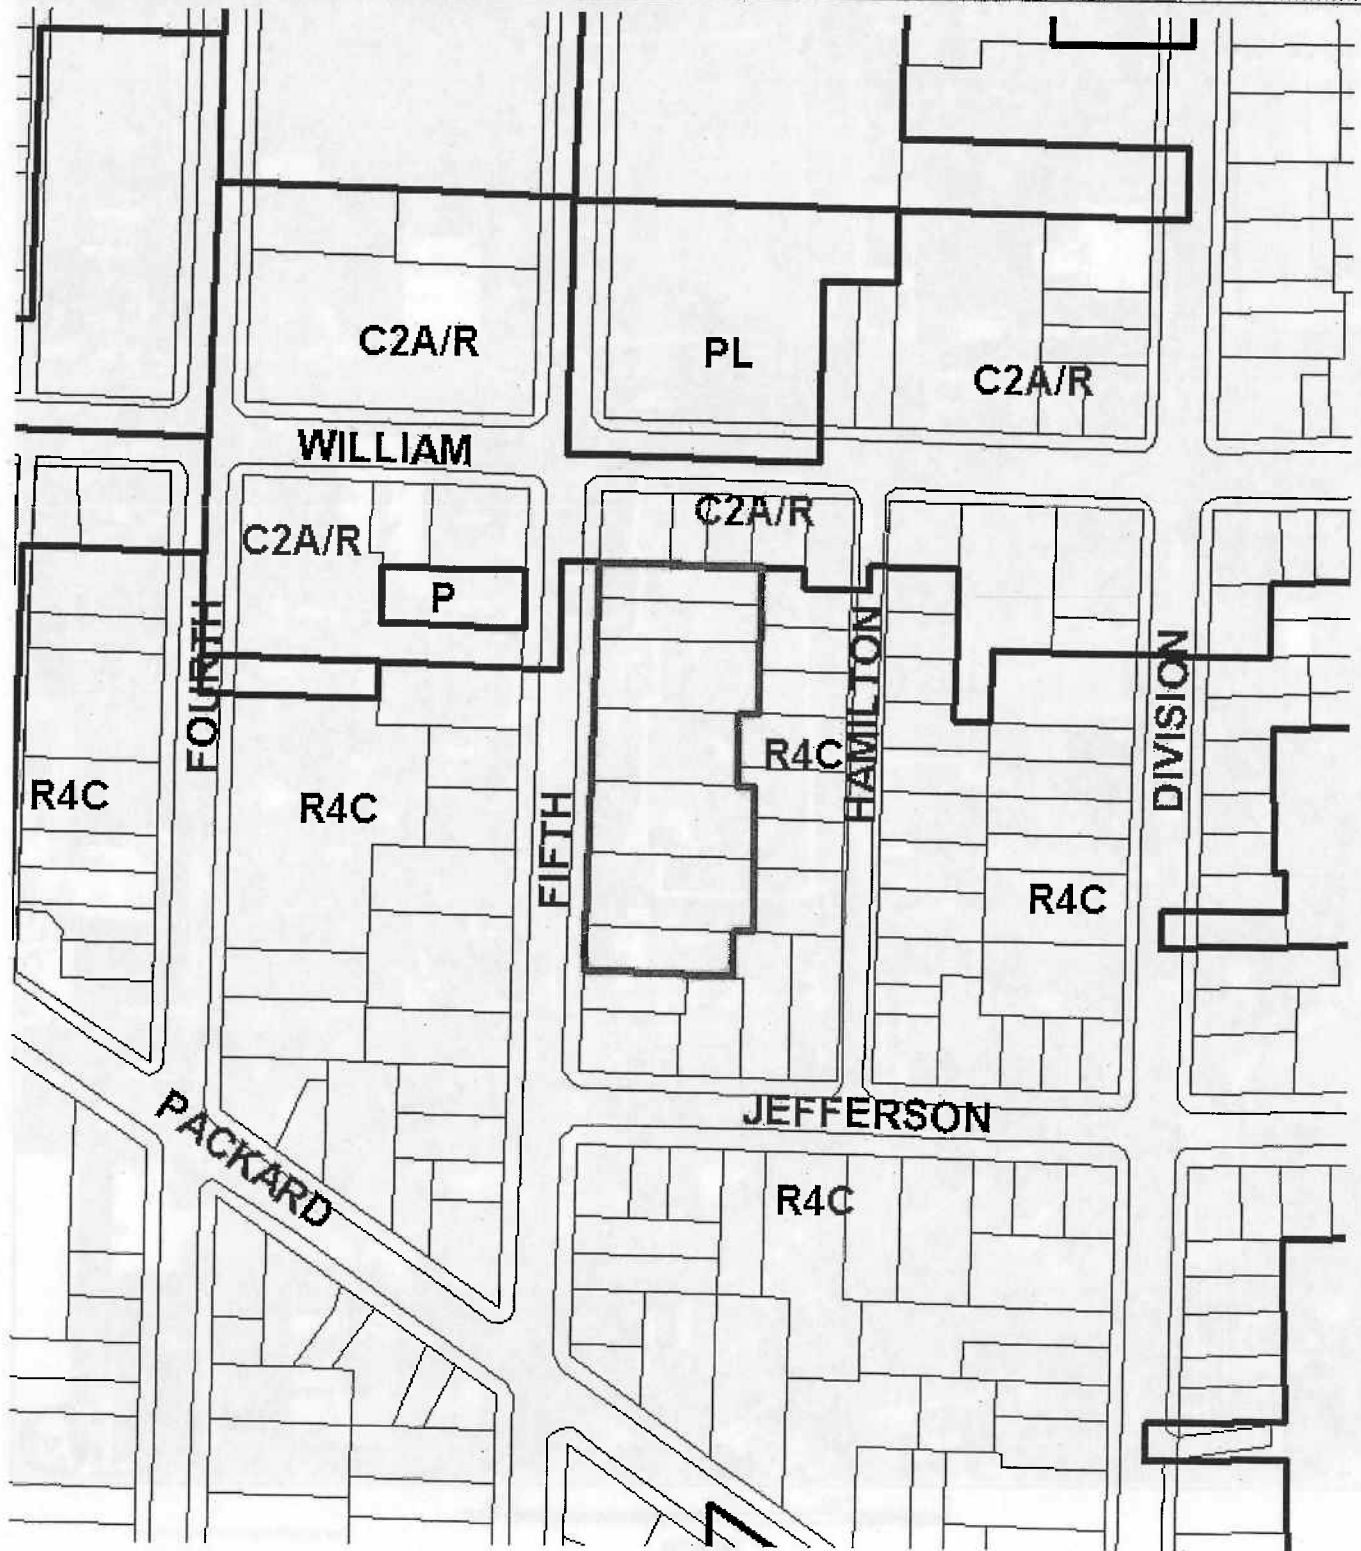 C2A/R
PL
C2A/R
WILLIAM
C2A/R
C2A/R
P
FOURTH
HAMILTON
DIVISION
R4C
R4C
R4C
FIFTH
R4C
PACKARD
JEFFERSON
R4C